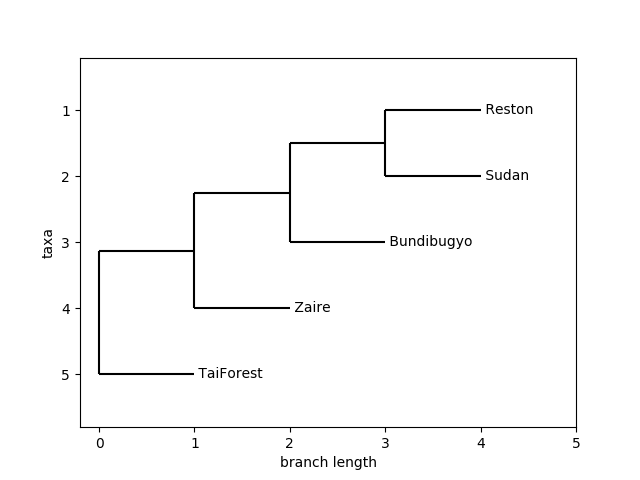 taxa
1
2
3
4
5
Reston
Sudan
Bundibugyo
Zaire
TaiForest
0 1 2 3 4 5
branch length